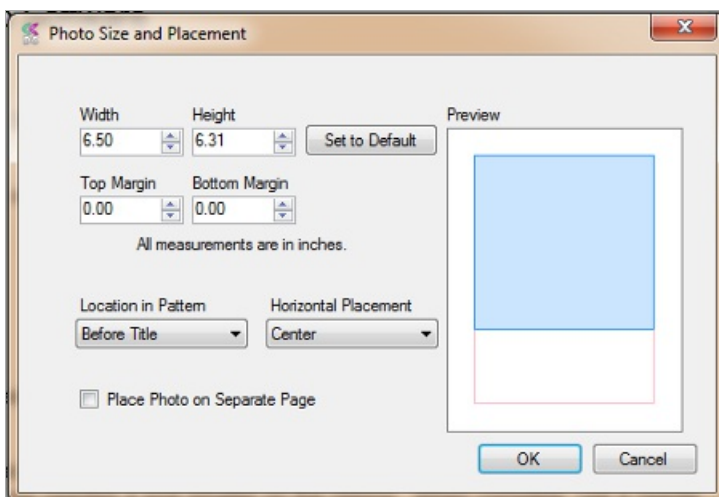 Photo Size and Placement
Width Height Preview
6.50 6.31 Set to Default
Top Margin Bottom Margin
0.00 0.00
All measurements are in inches.
Location in Pattern Horizontal Placement
Before Title Center
Place Photo on Separate Page
OK Cancel